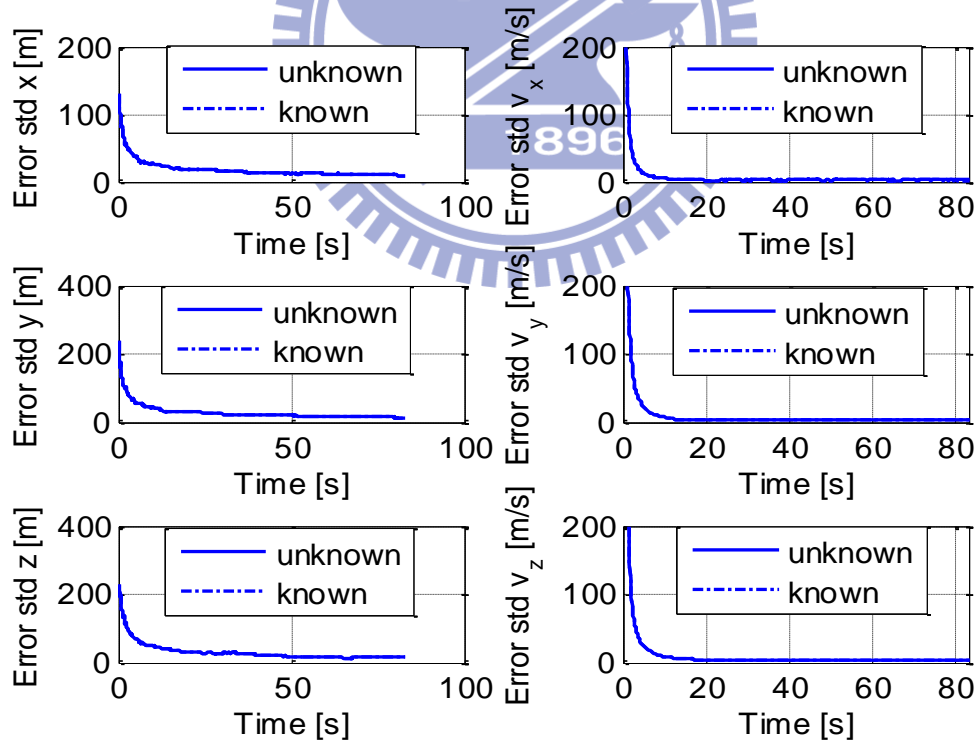 Error std x [m]
200
100
0
unknown
known
0
50
100
Time [s]
Error std v_x [m/s]
200
100
0
unknown
known
1896
0
20
40
60
80
Time [s]
Error std y [m]
400
200
0
unknown
known
0
50
100
Time [s]
Error std v_y [m/s]
200
100
0
unknown
known
0
20
40
60
80
Time [s]
Error std z [m]
400
200
0
unknown
known
0
50
100
Time [s]
Error std v_z [m/s]
200
100
0
unknown
known
0
20
40
60
80
Time [s]